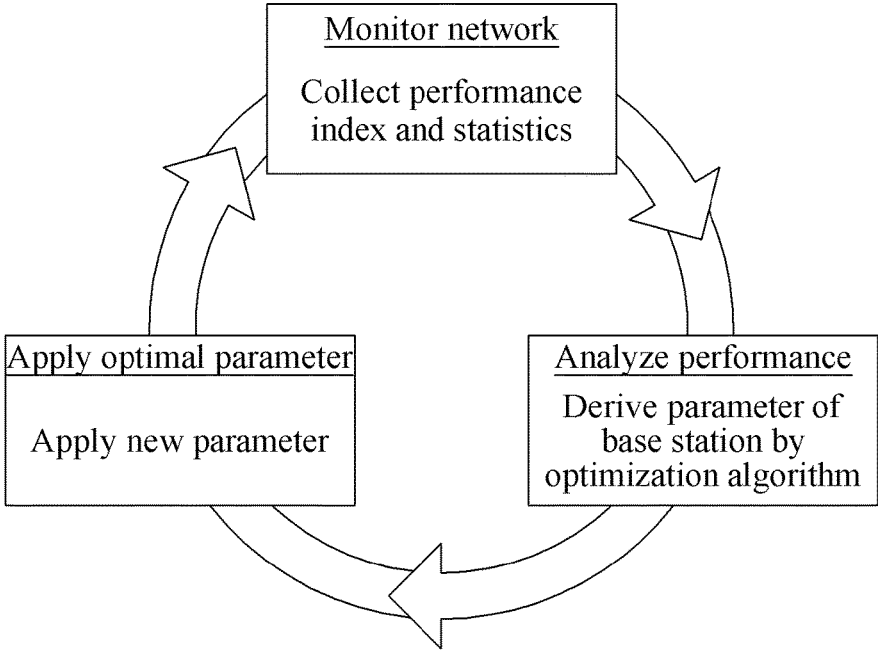 Monitor network
Collect performance
index and statistics
Apply optimal parameter
Apply new parameter
Analyze performance
Derive parameter of
base station by
optimization algorithm